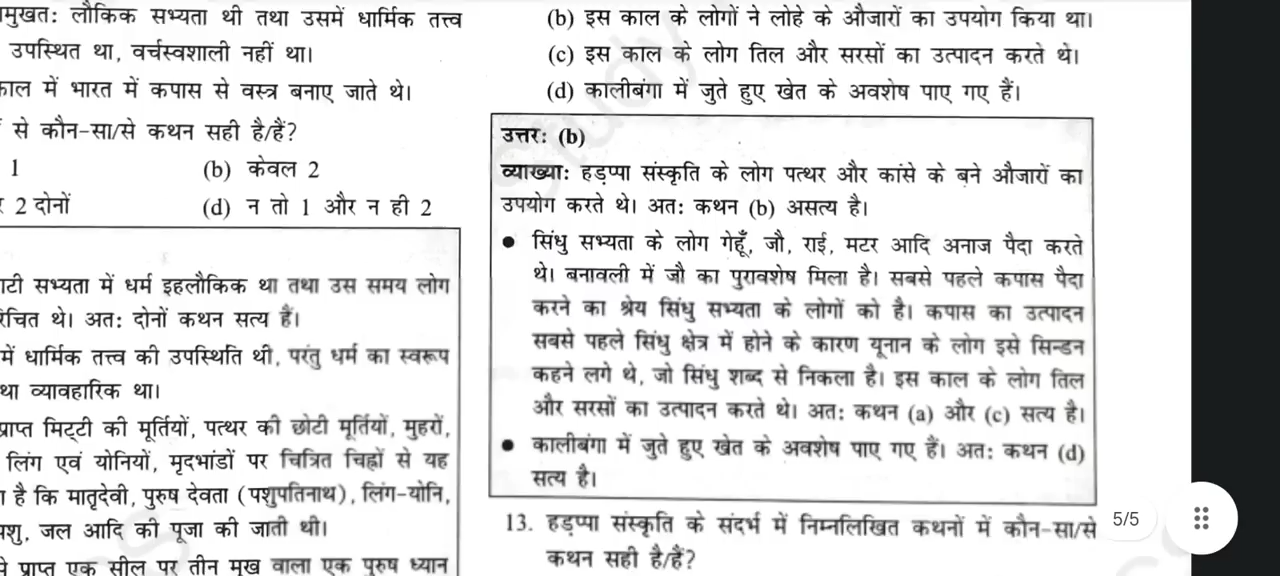 लौकिक सभ्यता थी तथा उसमें धार्मिक तत्त्व
उपस्थित था, वर्चस्वशाली नहीं था।
में भारत में कपास से वस्त्र बनाए जाते थे।
से कौन-सा/से कथन सही है/हैं?
1 (b) केवल 2
2 दोनों (d) न तो 1 और न ही 2
सभ्यता में धर्म इहलौकिक था तथा उस समय लोग
थे। अत: दोनों कथन सत्य हैं।
में धार्मिक तत्त्व की उपस्थिति थी, परंतु धर्म का स्वरूप
था व्यावहारिक था।
मिट्टी की मूर्तियों, पत्थर की छोटी मूर्तियों, मुहरों,
लिंग एवं योनियों, मृदभांडों पर चित्रित चिह्नों से यह
है कि मातृदेवी, पुरुष देवता (पशुपतिनाथ), लिंग-योनि,
जल आदि की पूजा की जाती थी।
प्राप्त एक सील पर तीन मुख वाला एक पुरुष ध्यान
(b) इस काल के लोगों ने लोहे के औजारों का उपयोग किया था।
(c) इस काल के लोग तिल और सरसों का उत्पादन करते थे।
(d) कालीबंगा में जुते हुए खेत के अवशेष पाए गए हैं।
उत्तर: (b)
व्याख्या: हड़प्पा संस्कृति के लोग पत्थर और कांसे के बने औजारों का
उपयोग करते थे। अत: कथन (b) असत्य है।
● सिंधु सभ्यता के लोग गेहूँ, जौ, राई, मटर आदि अनाज पैदा करते
थे। बनावली में जौ का पुरावशेष मिला है। सबसे पहले कपास पैदा
करने का श्रेय सिंधु सभ्यता के लोगों को है। कपास का उत्पादन
सबसे पहले सिंधु क्षेत्र में होने के कारण यूनान के लोग इसे सिन्डन
कहने लगे थे, जो सिंधु शब्द से निकला है। इस काल के लोग तिल
और सरसों का उत्पादन करते थे। अत: कथन (a) और (c) सत्य है।
● कालीबंगा में जुते हुए खेत के अवशेष पाए गए हैं। अत: कथन (d)
सत्य है।
13. हड़प्पा संस्कृति के संदर्भ में निम्नलिखित कथनों में कौन-सा/से
कथन सही है/हैं?
5/5